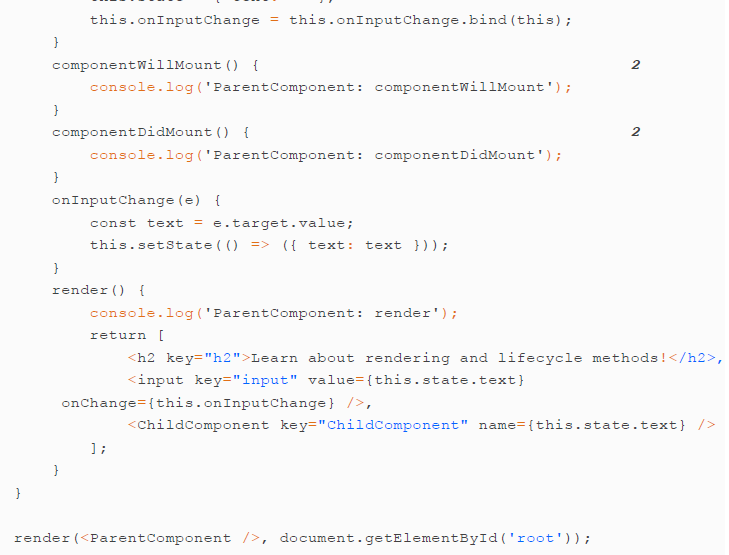 this.onInputChange = this.onInputChange.bind(this);
}
componentWillMount() { 2
console.log('ParentComponent: componentWillMount');
}
componentDidMount() { 2
console.log('ParentComponent: componentDidMount');
}
onInputChange(e) {
const text = e.target.value;
this.setState(() => ({ text: text }));
}
render() {
console.log('ParentComponent: render');
return [
<h2 key="h2">Learn about rendering and lifecycle methods!</h2>,
<input key="input" value={this.state.text}
onChange={this.onInputChange} />,
<ChildComponent key="ChildComponent" name={this.state.text} />
];
}
}
render(<ParentComponent />, document.getElementById('root'));